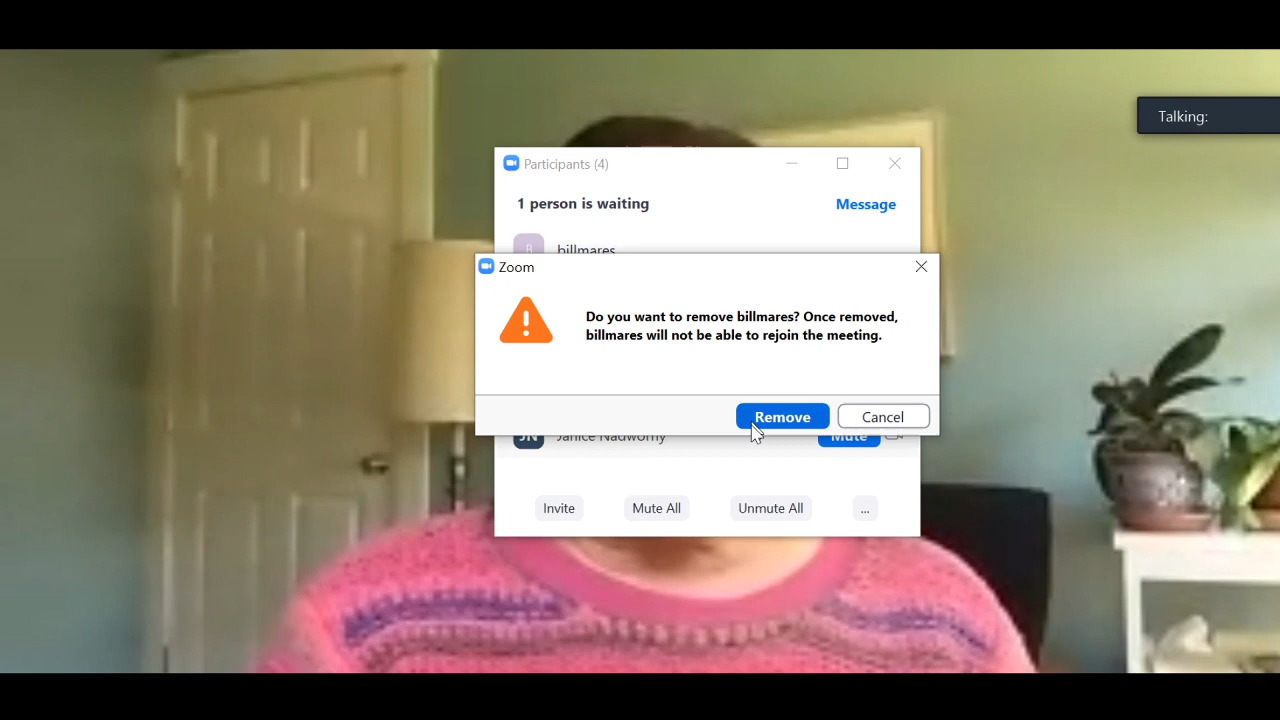 Talking:
Participants (4)
1 person is waiting
Message
B
billmares
Zoom
Do you want to remove billmares? Once removed,
billmares will not be able to rejoin the meeting.
Remove
Cancel
JN
Janice Nadworny
Mute
Invite
Mute All
Unmute All
...